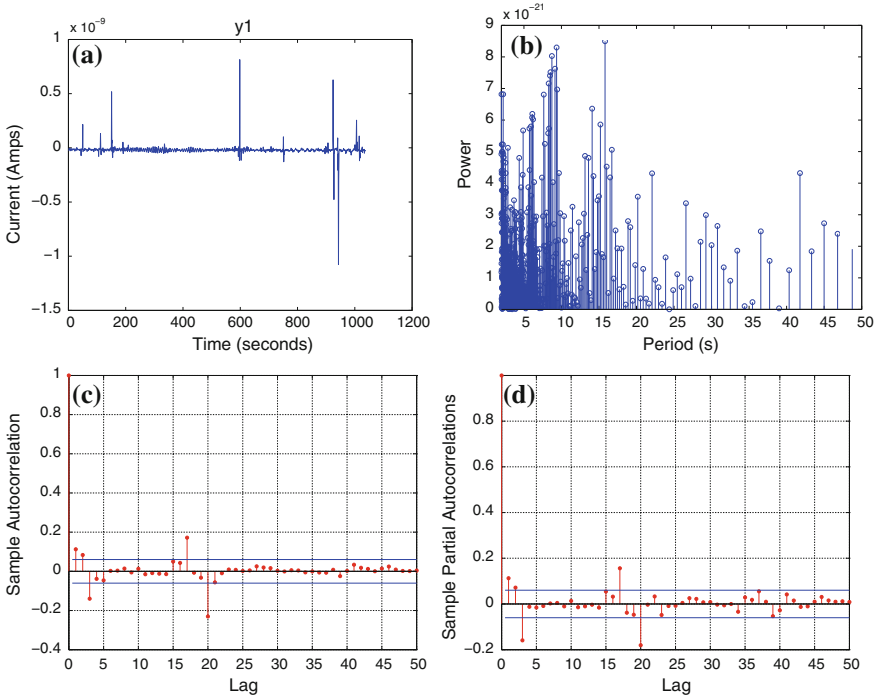 x 10⁻⁹
y1
(a)
1
0.5
0
−0.5
−1
−1.5
Current (Amps)
0 200 400 600 800 1000 1200
Time (seconds)
x 10⁻²¹
(b)
9
8
7
6
5
4
3
2
1
0
Power
5 10 15 20 25 30 35 40 45 50
Period (s)
(c)
1
0.8
0.6
0.4
0.2
0
−0.2
−0.4
Sample Autocorrelation
0 5 10 15 20 25 30 35 40 45 50
Lag
(d)
0.8
0.6
0.4
0.2
0
−0.2
Sample Partial Autocorrelations
0 5 10 15 20 25 30 35 40 45 50
Lag